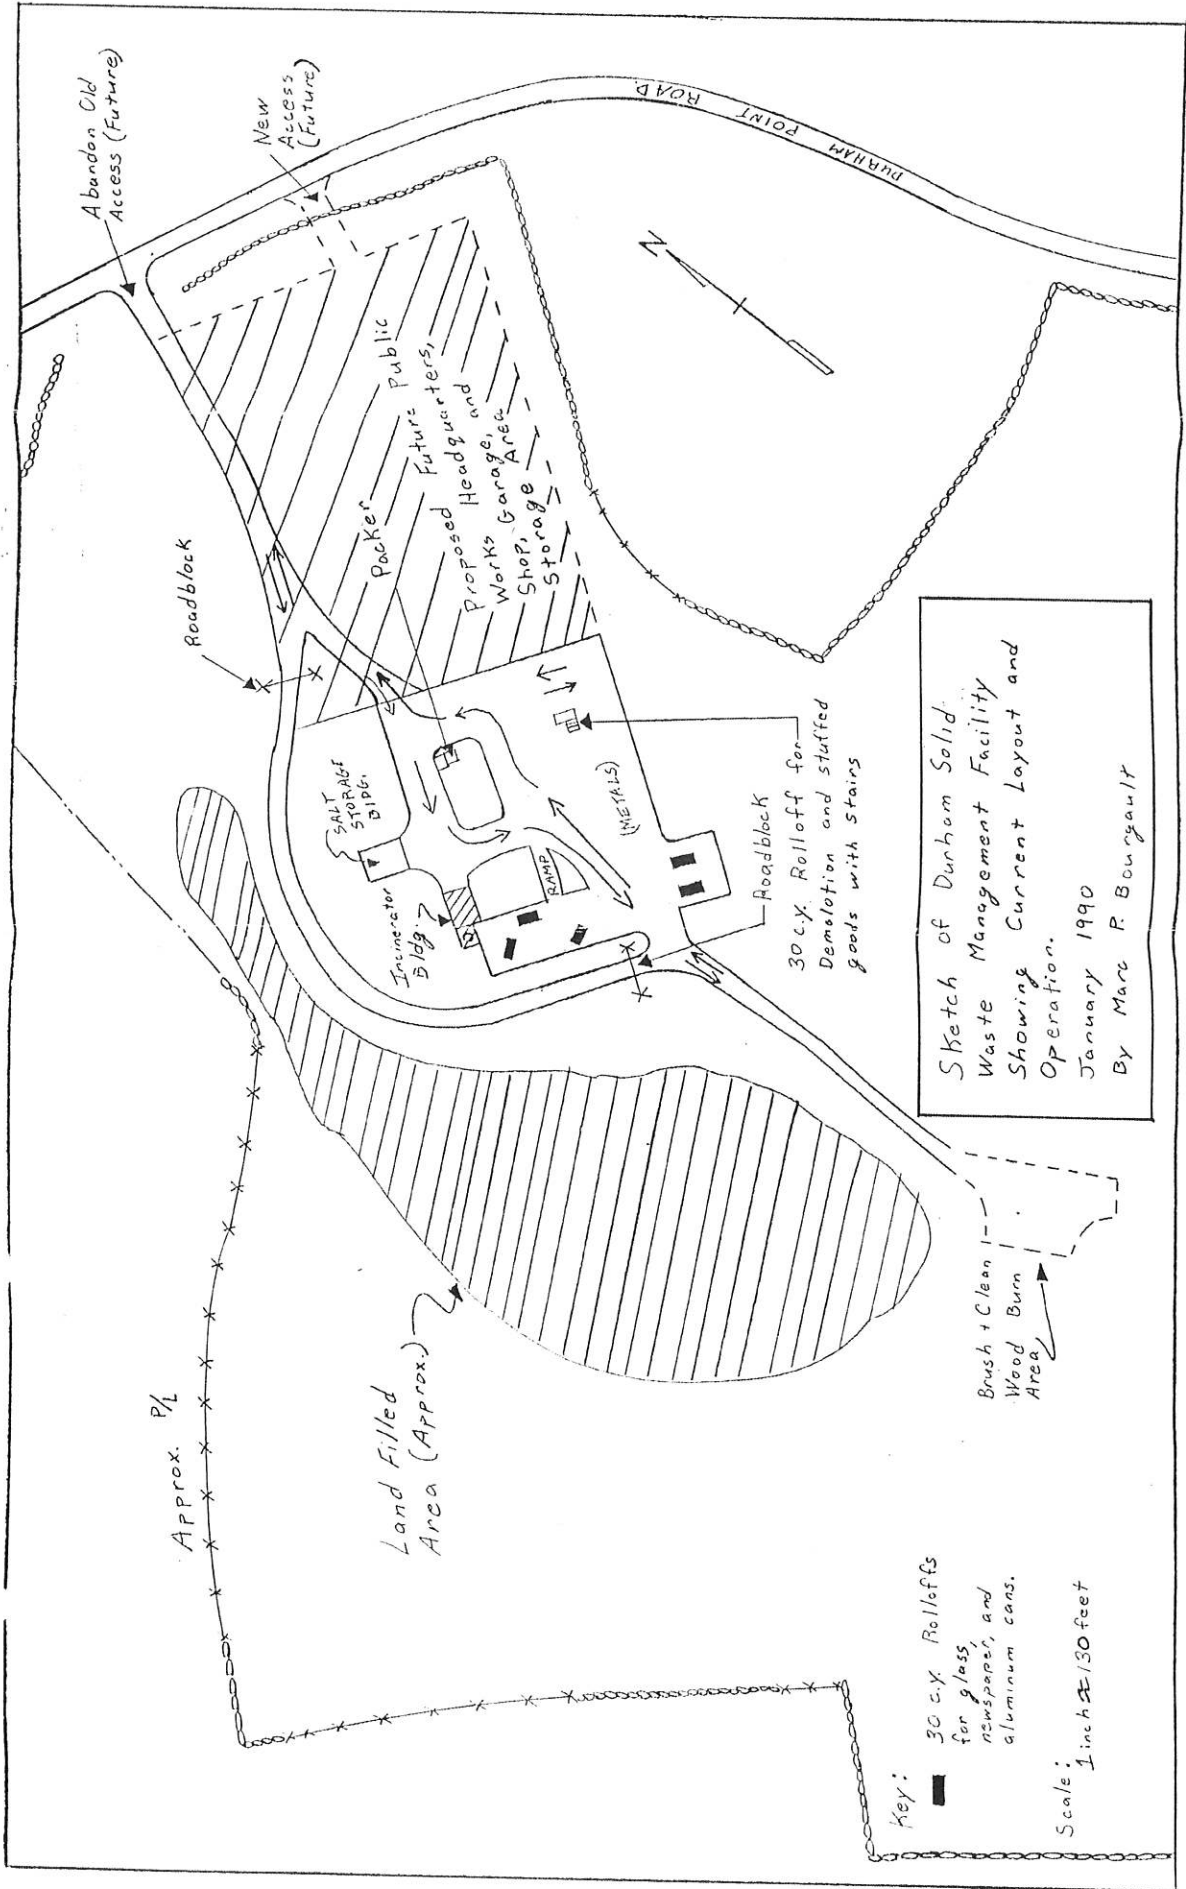 Abandon Old
Access (Future)
New
Access
(Future)
DURHAM POINT ROAD
N
Roadblock
Packer
Proposed Future Public
Works Headquarters,
Shop, Garage, and
Storage Area
SALT
STORAGE
BLDG.
Incinerator
Bldg.
RAMP
(METALS)
30 c.y. Rolloff for
Demolotion and stuffed
goods with stairs
Roadblock
Approx. P/L
Land Filled
Area (Approx.)
Brush + Clean
Wood Burn
Area
Key:
30 c.y. Rolloffs
for glass,
newspaper, and
aluminum cans.
Scale:
1 inch ≈ 130 feet
Sketch of Durham Solid
Waste Management Facility
Showing Current Layout and
Operation.
January 1990
By Marc P. Bourgault